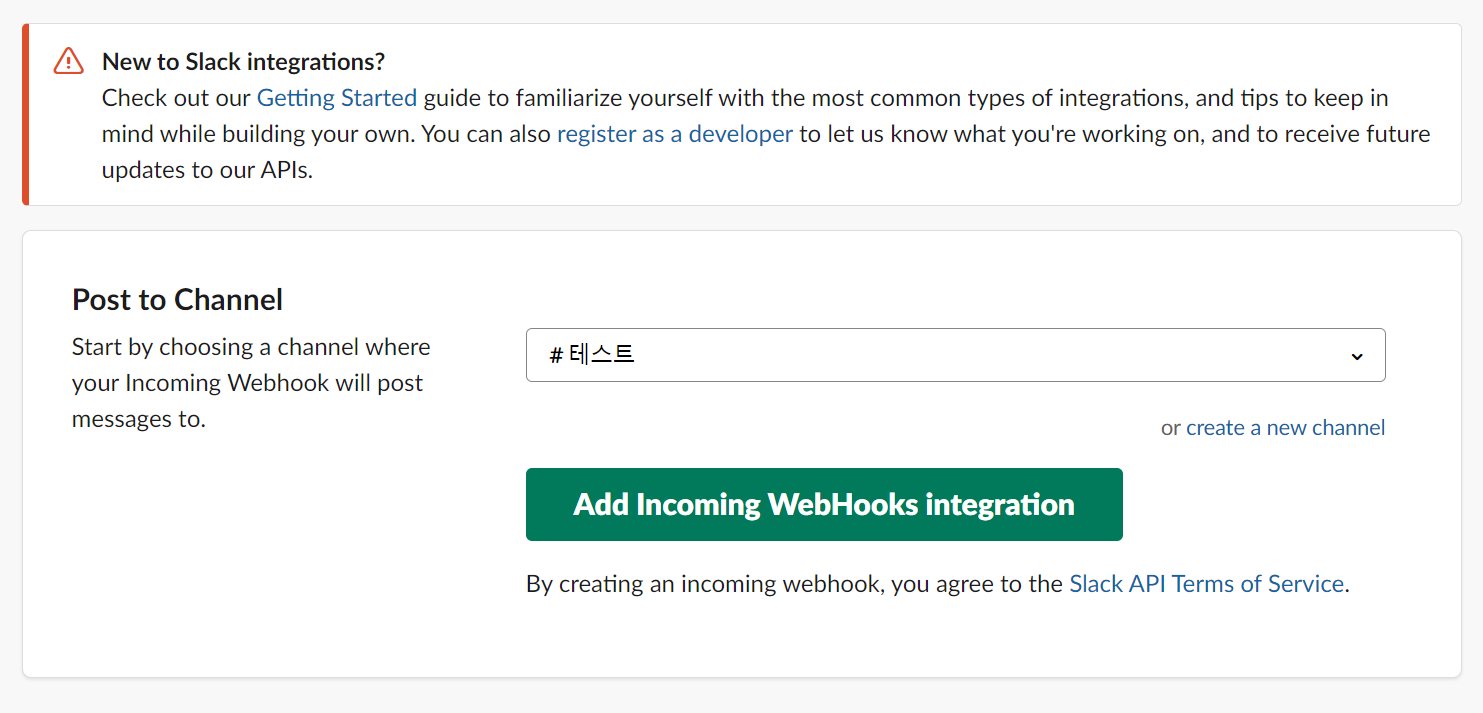 New to Slack integrations?
Check out our Getting Started guide to familiarize yourself with the most common types of integrations, and tips to keep in
mind while building your own. You can also register as a developer to let us know what you're working on, and to receive future
updates to our APIs.
Post to Channel
Start by choosing a channel where
your Incoming Webhook will post
messages to.
# 테스트
or create a new channel
Add Incoming WebHooks integration
By creating an incoming webhook, you agree to the Slack API Terms of Service.